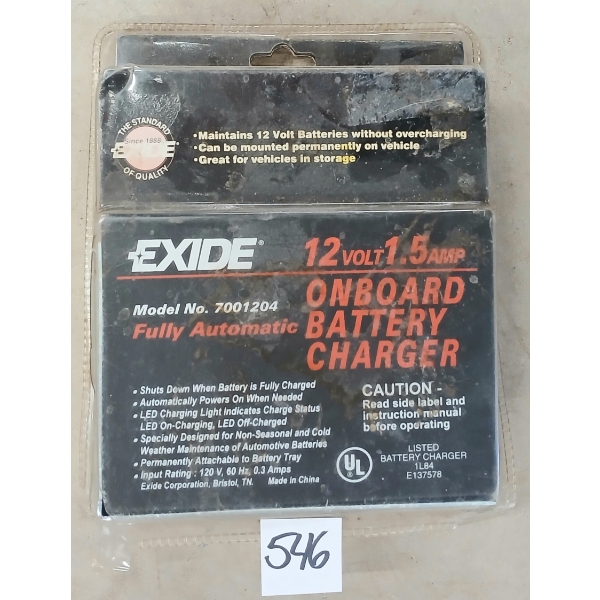 THE STANDARD
Since 1888
EXIDE
OF QUALITY
•Maintains 12 Volt Batteries without overcharging
•Can be mounted permanently on vehicle
•Great for vehicles in storage
EXIDE®
12 VOLT 1.5 AMP
Model No. 7001204
ONBOARD
Fully Automatic
BATTERY
CHARGER
• Shuts Down When Battery is Fully Charged
• Automatically Powers On When Needed
• LED Charging Light Indicates Charge Status
LED On-Charging, LED Off-Charged
• Specially Designed for Non-Seasonal and Cold
Weather Maintenance of Automotive Batteries
• Permanently Attachable to Battery Tray
• Input Rating : 120 V, 60 Hz, 0.3 Amps
Exide Corporation, Bristol, TN. Made in China
CAUTION -
Read side label and
instruction manual
before operating
UL
LISTED
BATTERY CHARGER
1L84
E137578
546